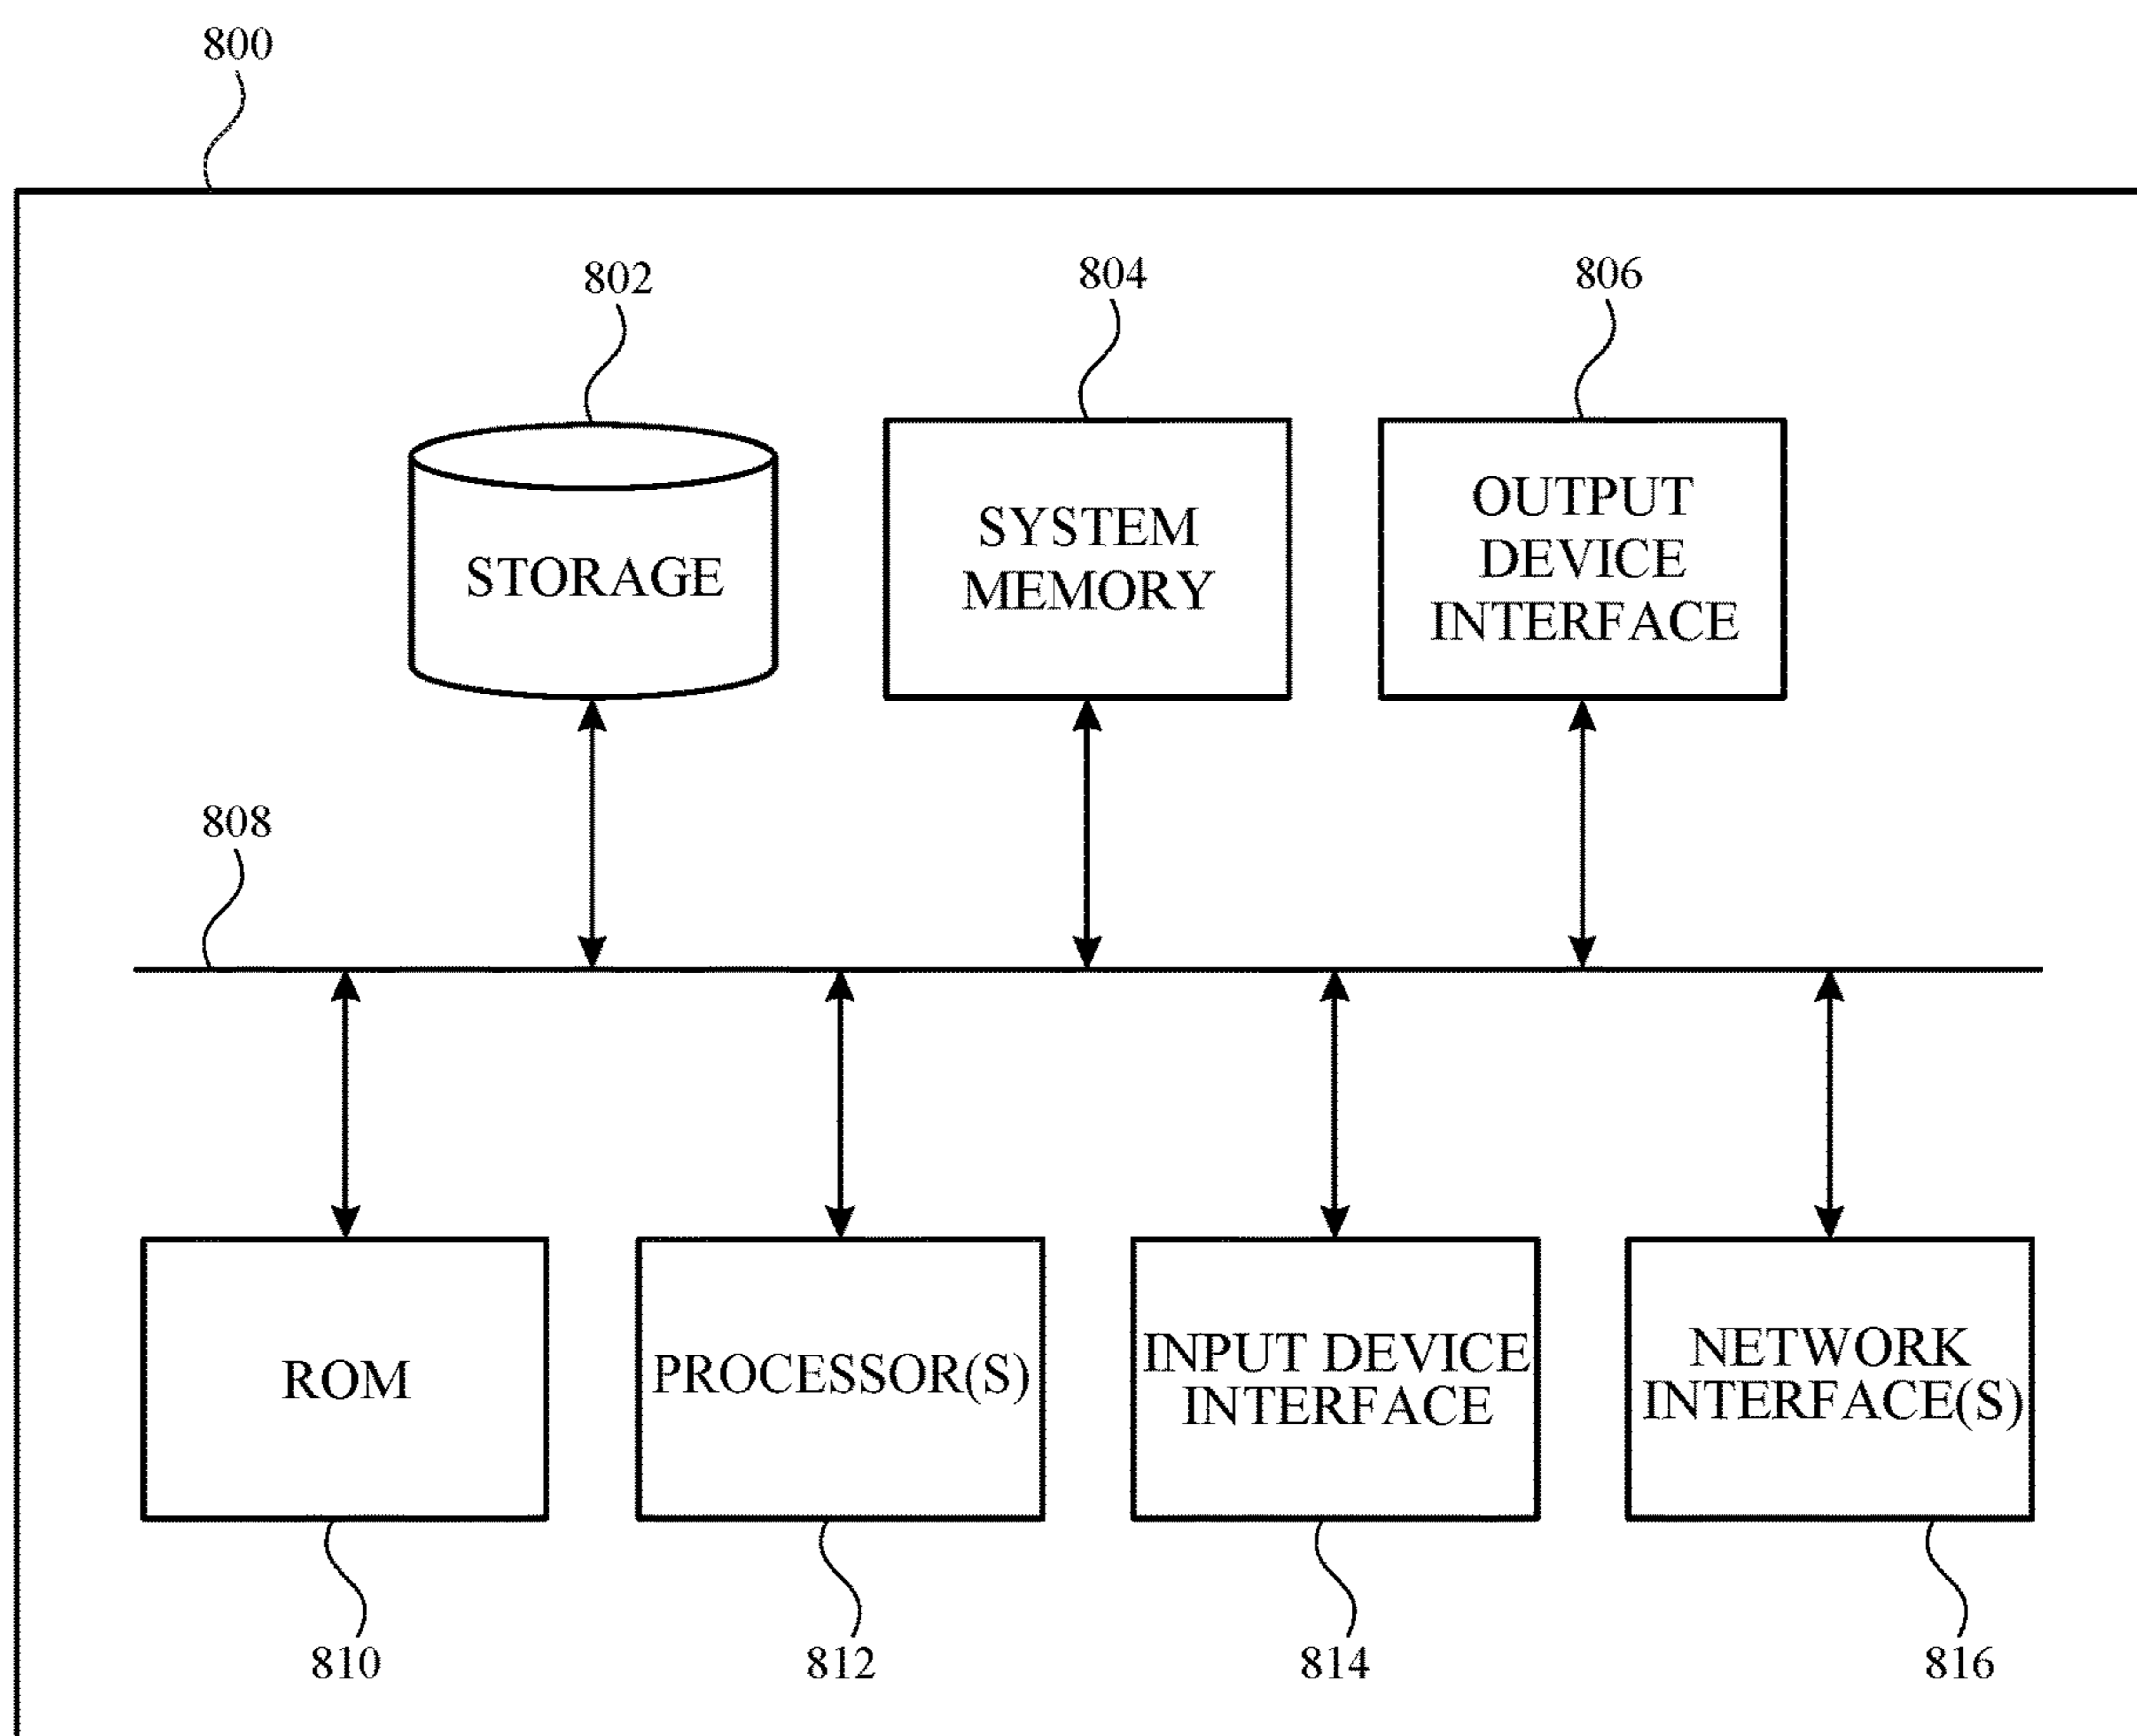 800
802
804
806
STORAGE
SYSTEM
MEMORY
OUTPUT
DEVICE
INTERFACE
808
ROM
PROCESSOR(S)
INPUT DEVICE
INTERFACE
NETWORK
INTERFACE(S)
810
812
814
816